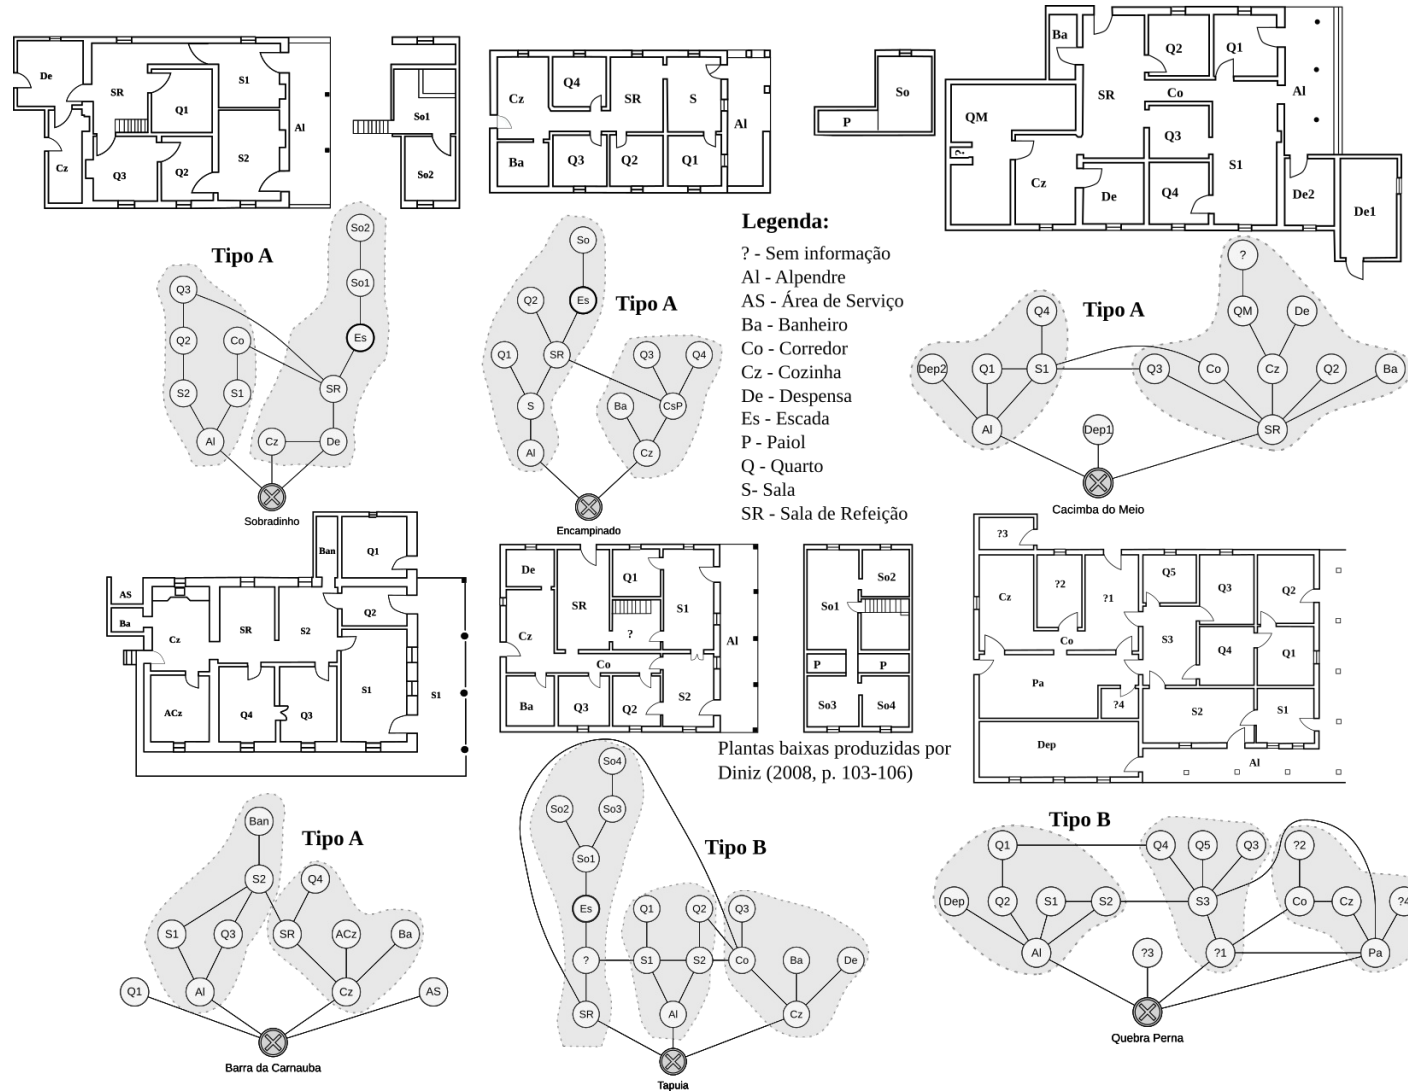 De
SR
S1
Q1
Al
Cz
Q3
Q2
S2
So1
So2
Cz
Q4
SR
S
Al
Ba
Q3
Q2
Q1
So
P
Ba
Q2
Q1
Al
SR
Co
QM
Q3
?
Cz
De
Q4
S1
De2
De1
Legenda:
? - Sem informação
Al - Alpendre
AS - Área de Serviço
Ba - Banheiro
Co - Corredor
Cz - Cozinha
De - Despensa
Es - Escada
P - Paiol
Q - Quarto
S- Sala
SR - Sala de Refeição
Tipo A
So2
So1
Es
Q3
Q2
Co
S2
S1
SR
Al
Cz
De
Sobradinho
Tipo A
So
Q2
Es
Q1
SR
Q3
Q4
S
Ba
CsP
Al
Cz
Encampinado
Tipo A
?
Q4
QM
De
Dep2
Q1
S1
Q3
Co
Cz
Q2
Ba
Al
Dep1
SR
Cacimba do Meio
Ban
Q1
AS
Ba
Q2
Cz
SR
S2
S1
S1
ACz
Q4
Q3
De
Q1
SR
S1
?
Cz
Al
Co
Ba
Q3
Q2
S2
So2
So1
P
P
So3
So4
Plantas baixas produzidas por
Diniz (2008, p. 103-106)
?3
Q5
Q3
Q2
Cz
?2
?1
Co
S3
Q4
Q1
Pa
?4
S2
S1
Dep
Al
Tipo A
Ban
S2
Q4
S1
Q3
SR
ACz
Ba
Q1
Al
Cz
AS
Barra da Carnauba
Tipo B
So4
So2
So3
So1
Es
Q1
Q2
Q3
?
S1
S2
Co
Ba
De
SR
Al
Cz
Tapuia
Tipo B
Q1
Q4
Q5
Q3
?2
Dep
Q2
S1
S2
S3
Co
Cz
?4
Al
?3
?1
Pa
Quebra Perna